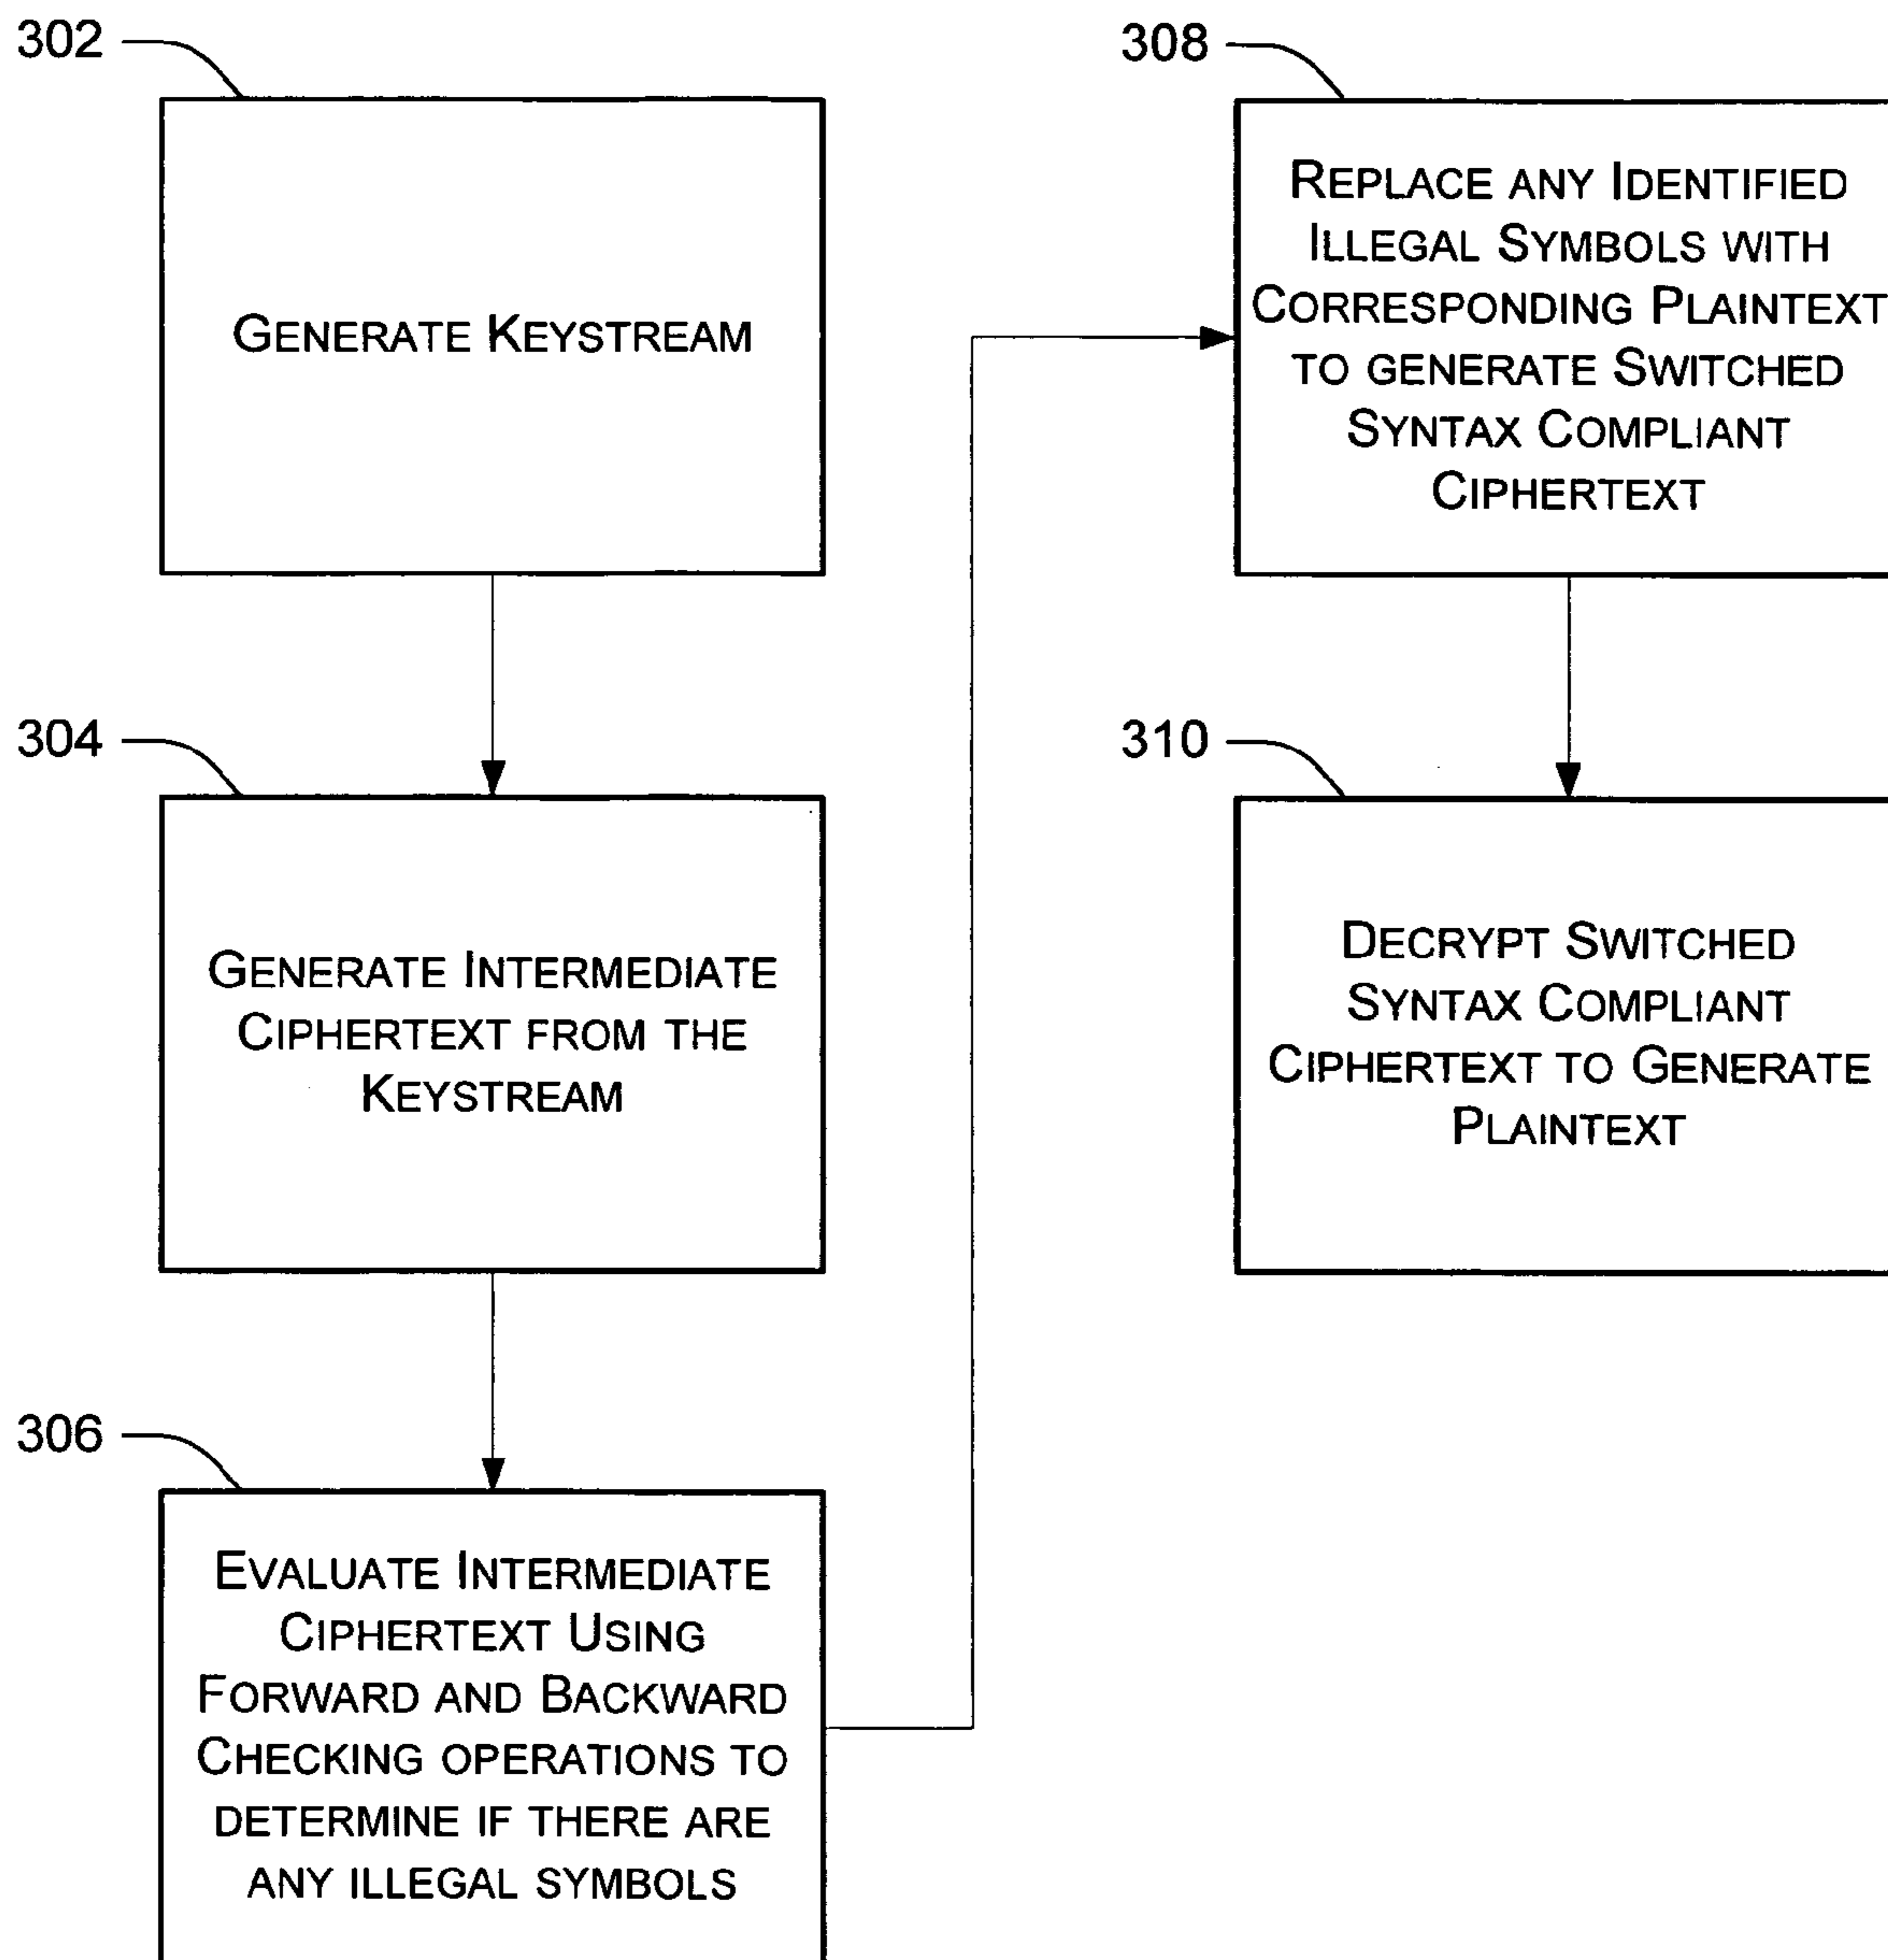 302
GENERATE KEYSTREAM
304
GENERATE INTERMEDIATE
CIPHERTEXT FROM THE
KEYSTREAM
306
EVALUATE INTERMEDIATE
CIPHERTEXT USING
FORWARD AND BACKWARD
CHECKING OPERATIONS TO
DETERMINE IF THERE ARE
ANY ILLEGAL SYMBOLS
308
REPLACE ANY IDENTIFIED
ILLEGAL SYMBOLS WITH
CORRESPONDING PLAINTEXT
TO GENERATE SWITCHED
SYNTAX COMPLIANT
CIPHERTEXT
310
DECRYPT SWITCHED
SYNTAX COMPLIANT
CIPHERTEXT TO GENERATE
PLAINTEXT